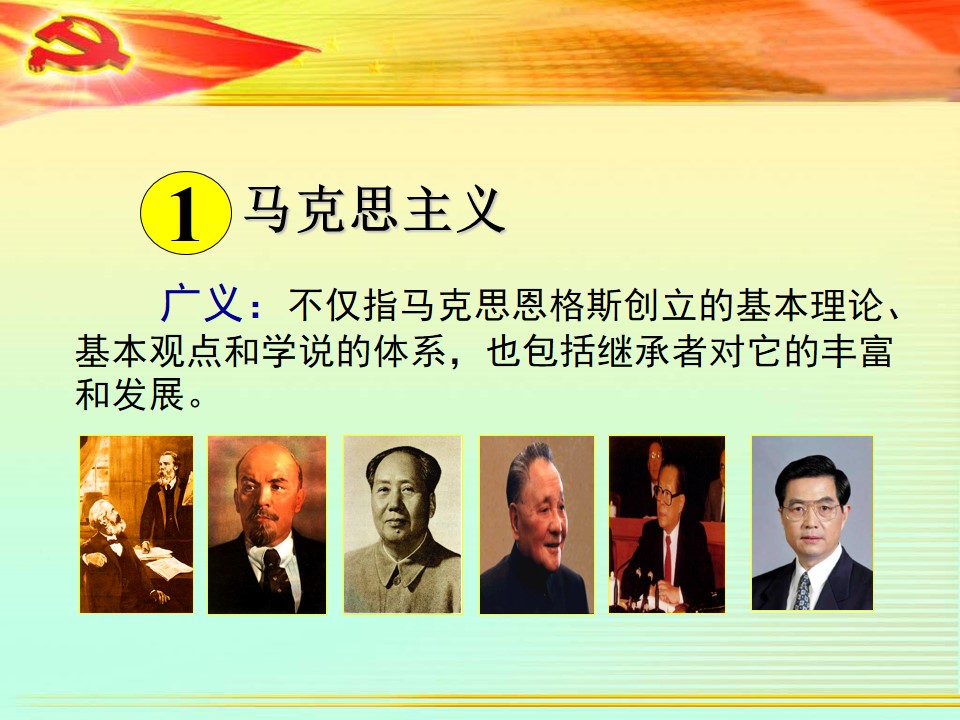 1 马克思主义
广义：不仅指马克思恩格斯创立的基本理论、
基本观点和学说的体系，也包括继承者对它的丰富
和发展。